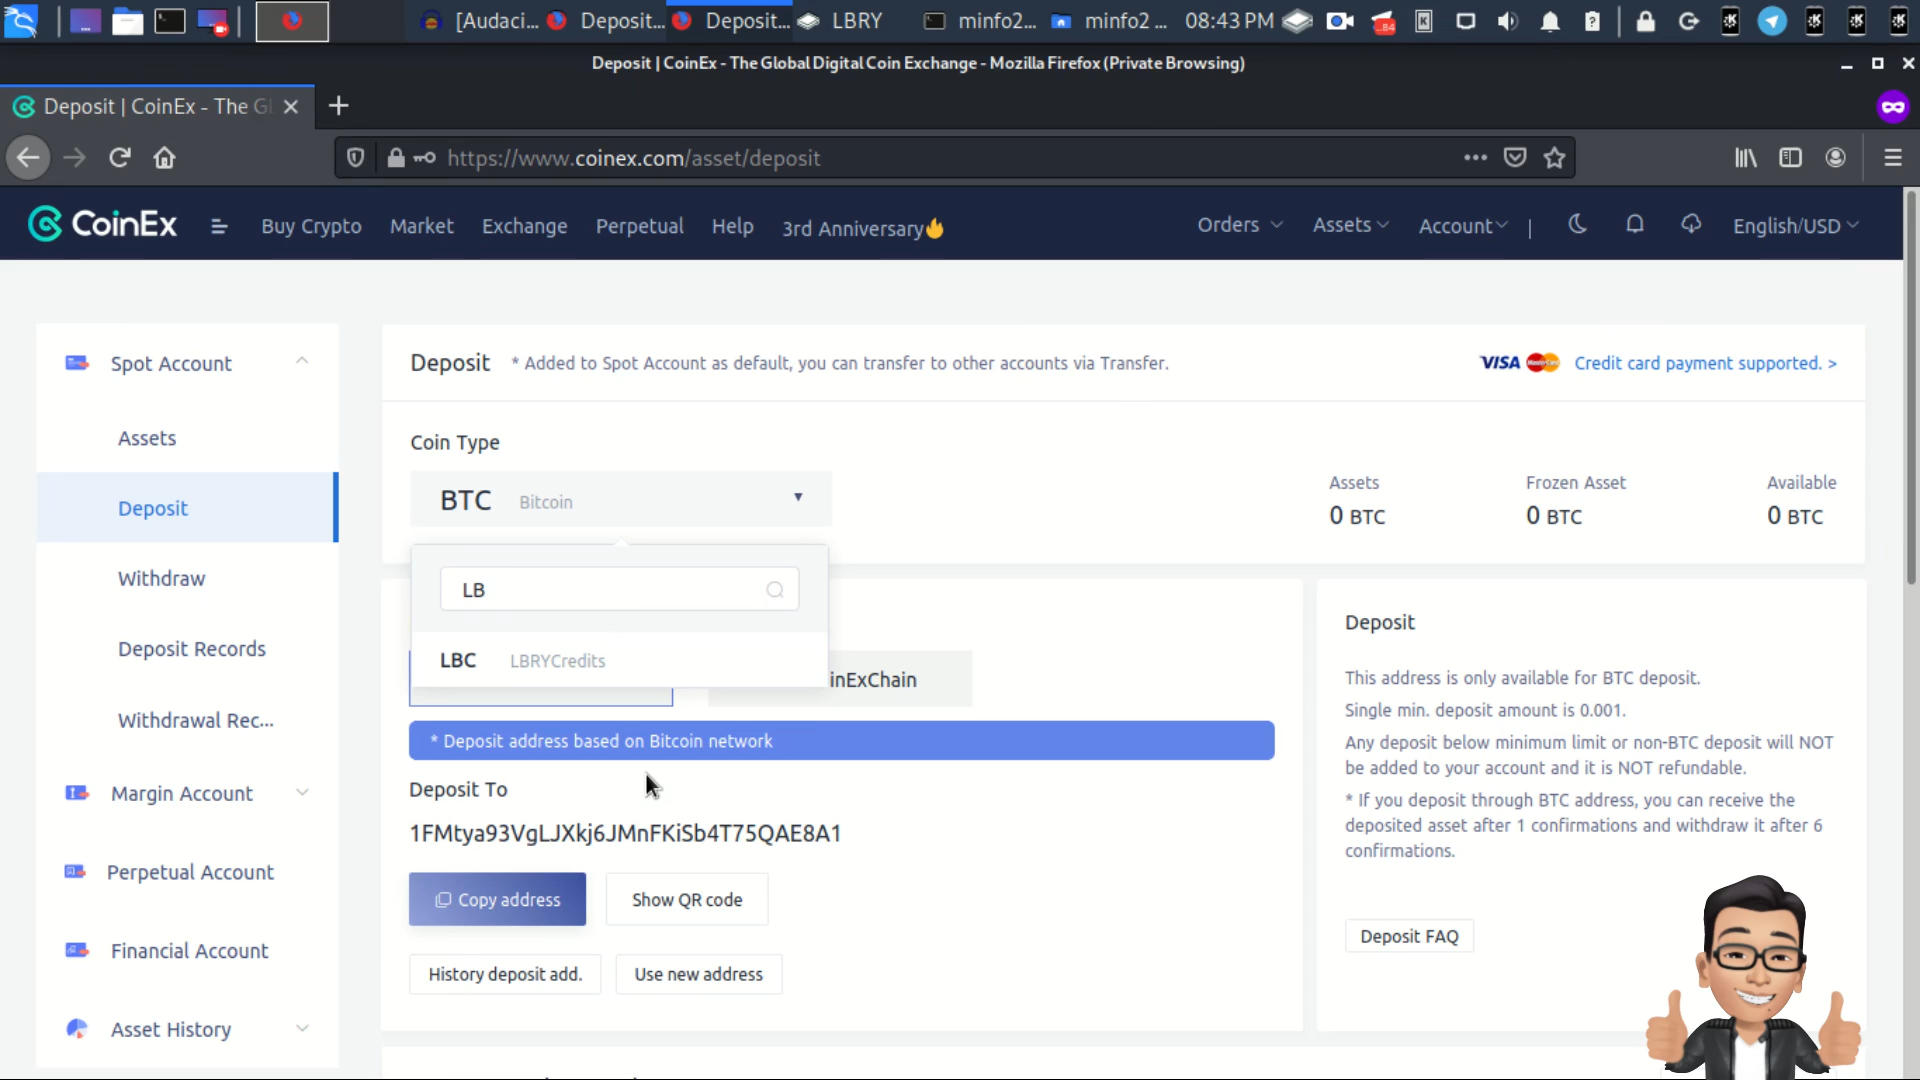 [Audaci...
Deposit...
Deposit...
LBRY
minfo2...
minfo2 ...
08:43 PM
84
Deposit | CoinEx - The Global Digital Coin Exchange - Mozilla Firefox (Private Browsing)
Deposit | CoinEx - The Gl
https://www.coinex.com/asset/deposit
CoinEx
Buy Crypto
Market
Exchange
Perpetual
Help
3rd Anniversary🔥
Orders
Assets
Account
|
English/USD
Spot Account
Assets
Deposit
Withdraw
Deposit Records
Withdrawal Rec...
Margin Account
Perpetual Account
Financial Account
Asset History
Deposit
* Added to Spot Account as default, you can transfer to other accounts via Transfer.
VISA
MasterCard
Credit card payment supported. >
Coin Type
BTC Bitcoin
Assets
0 BTC
Frozen Asset
0 BTC
Available
0 BTC
LB
LBC LBRYCredits
inExChain
* Deposit address based on Bitcoin network
Deposit To
1FMtya93VgLJXkj6JMnFKiSb4T75QAE8A1
Copy address
Show QR code
History deposit add.
Use new address
Deposit
This address is only available for BTC deposit.
Single min. deposit amount is 0.001.
Any deposit below minimum limit or non-BTC deposit will NOT
be added to your account and it is NOT refundable.
* If you deposit through BTC address, you can receive the
deposited asset after 1 confirmations and withdraw it after 6
confirmations.
Deposit FAQ